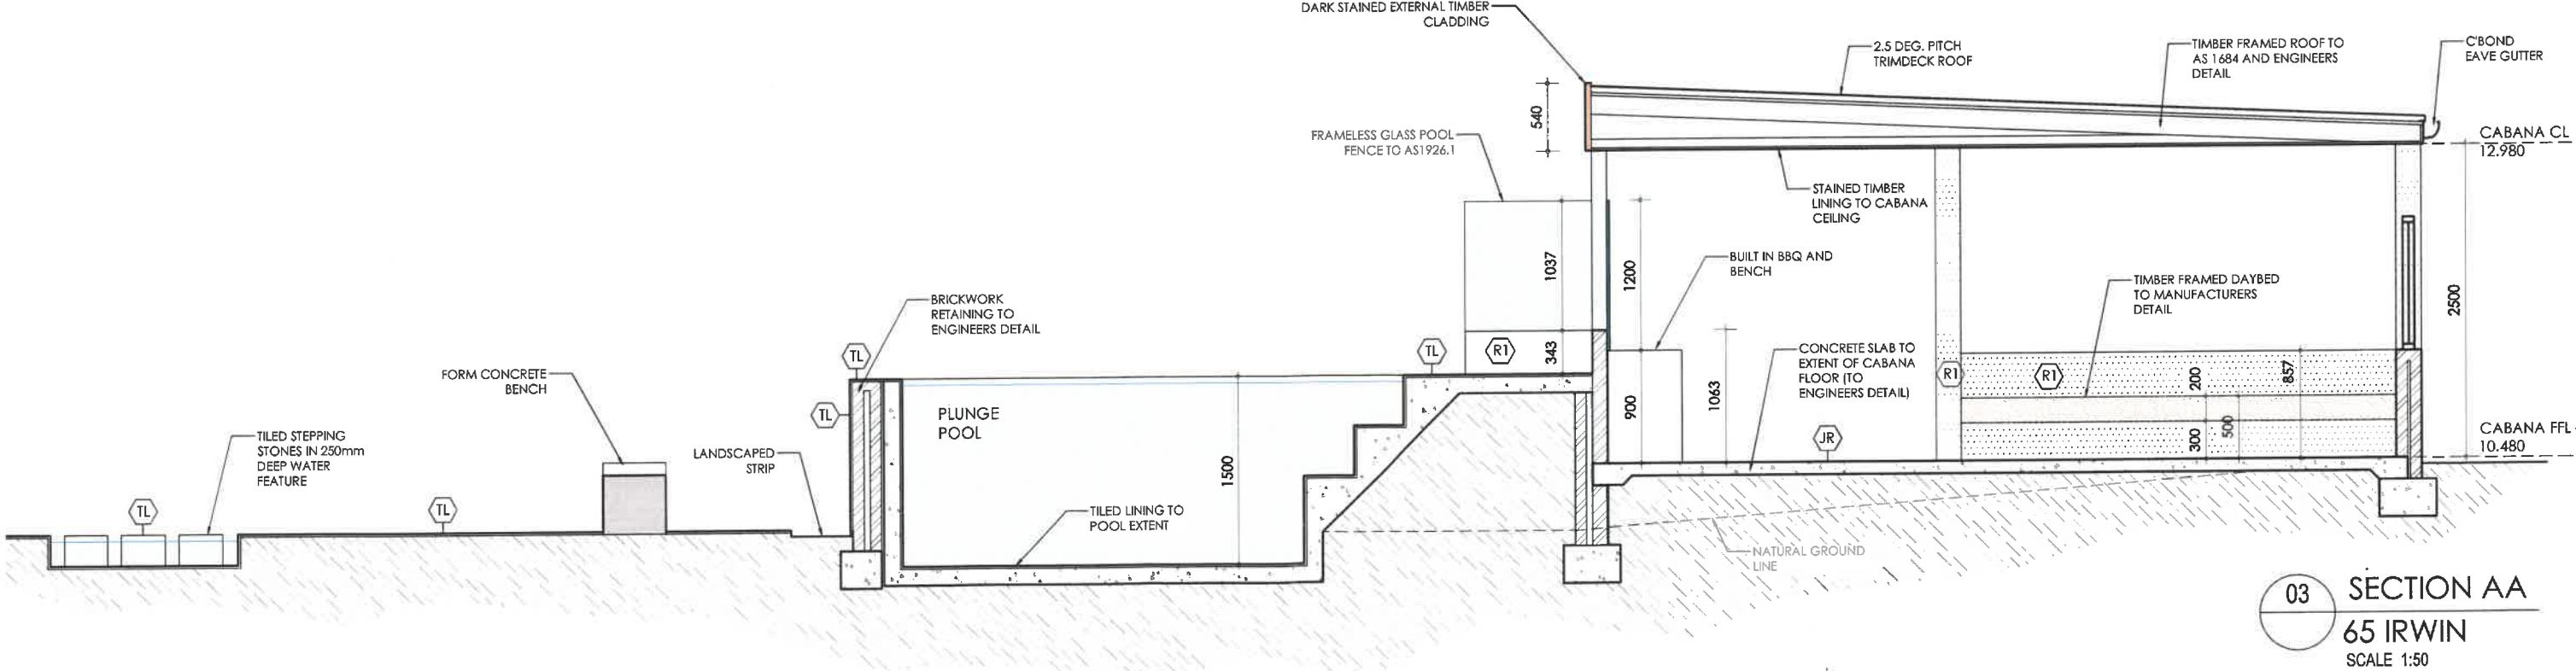 DARK STAINED EXTERNAL TIMBER
CLADDING
2.5 DEG. PITCH
TRIMDECK ROOF
TIMBER FRAMED ROOF TO
AS 1684 AND ENGINEERS
DETAIL
C'BOND
EAVE GUTTER
540
FRAMELESS GLASS POOL
FENCE TO AS1926.1
CABANA CL
12.980
STAINED TIMBER
LINING TO CABANA
CEILING
1037
1200
BUILT IN BBQ AND
BENCH
TIMBER FRAMED DAYBED
TO MANUFACTURERS
DETAIL
2500
BRICKWORK
RETAINING TO
ENGINEERS DETAIL
TL
TL
R1
343
CONCRETE SLAB TO
EXTENT OF CABANA
FLOOR (TO
ENGINEERS DETAIL)
R1
R1
200
857
FORM CONCRETE
BENCH
TL
PLUNGE
POOL
900
1063
300
500
CABANA FFL
10.480
TILED STEPPING
STONES IN 250mm
DEEP WATER
FEATURE
LANDSCAPED
STRIP
1500
JR
TL
TL
TILED LINING TO
POOL EXTENT
NATURAL GROUND
LINE
03
SECTION AA
65 IRWIN
SCALE 1:50